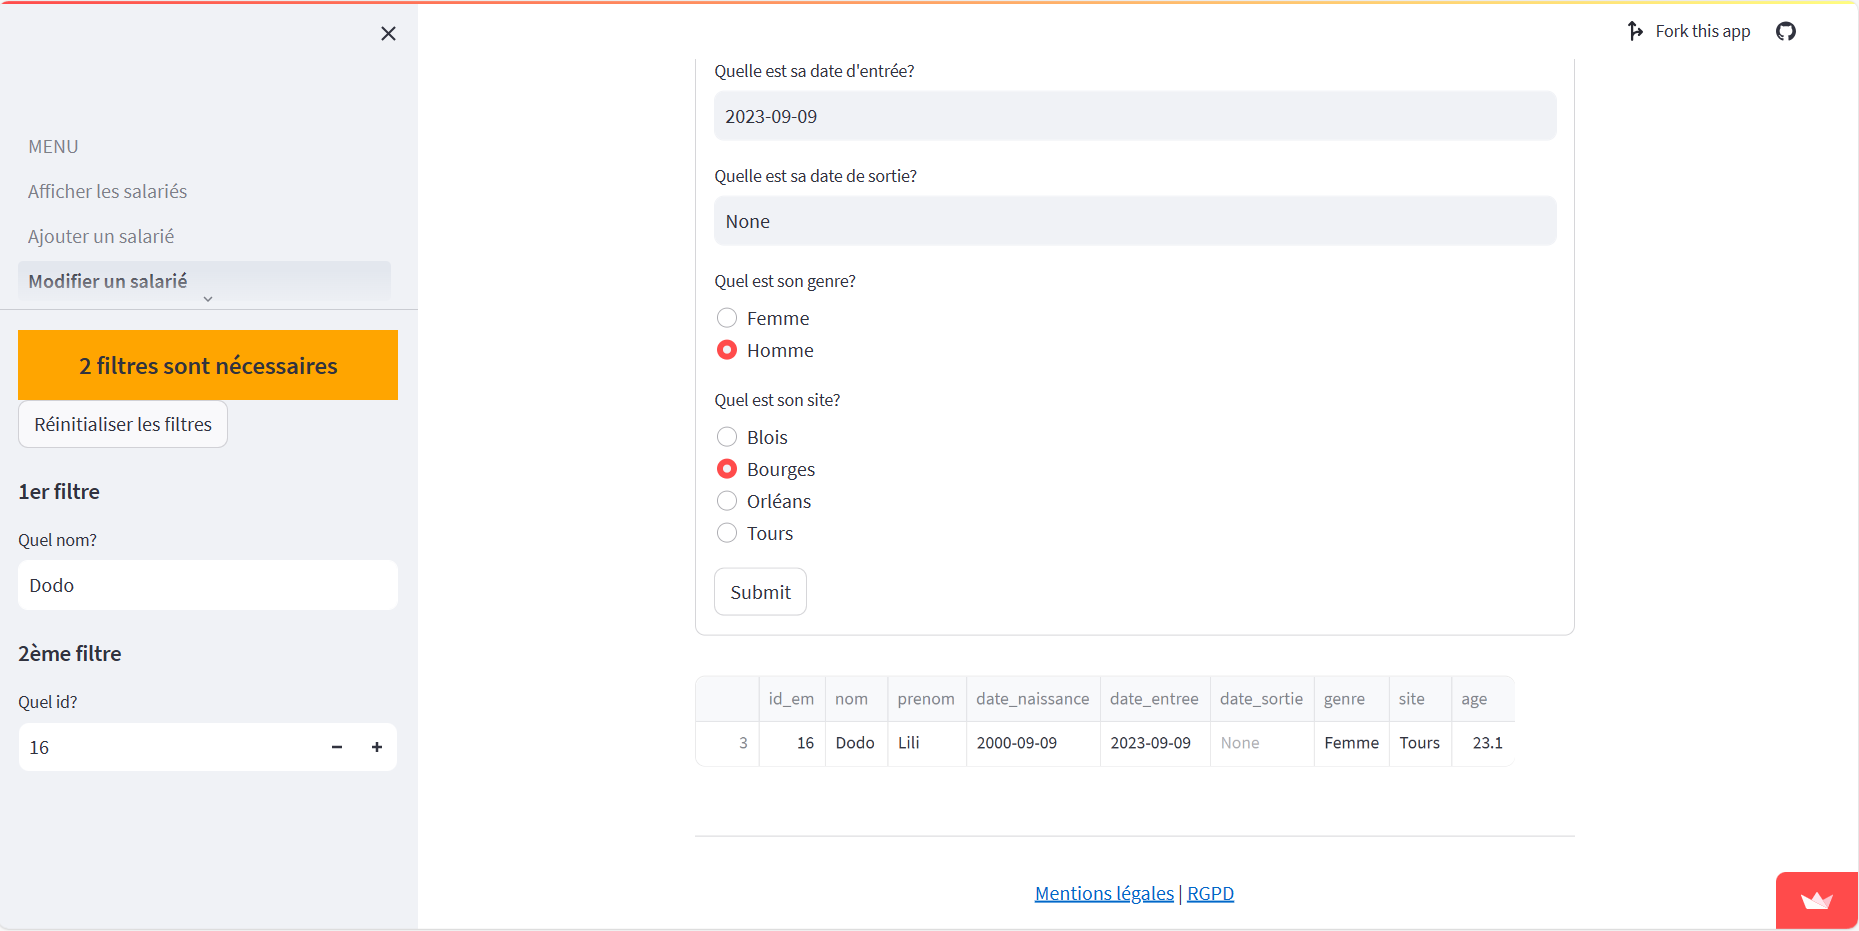 Fork this app
MENU
Afficher les salariés
Ajouter un salarié
Modifier un salarié
2 filtres sont nécessaires
Réinitialiser les filtres
1er filtre
Quel nom?
Dodo
2ème filtre
Quel id?
16
Quelle est sa date d'entrée?
2023-09-09
Quelle est sa date de sortie?
None
Quel est son genre?
Femme
Homme
Quel est son site?
Blois
Bourges
Orléans
Tours
Submit
id_em nom prenom date_naissance date_entree date_sortie genre site age
3 16 Dodo Lili 2000-09-09 2023-09-09 None Femme Tours 23.1
Mentions légales | RGPD